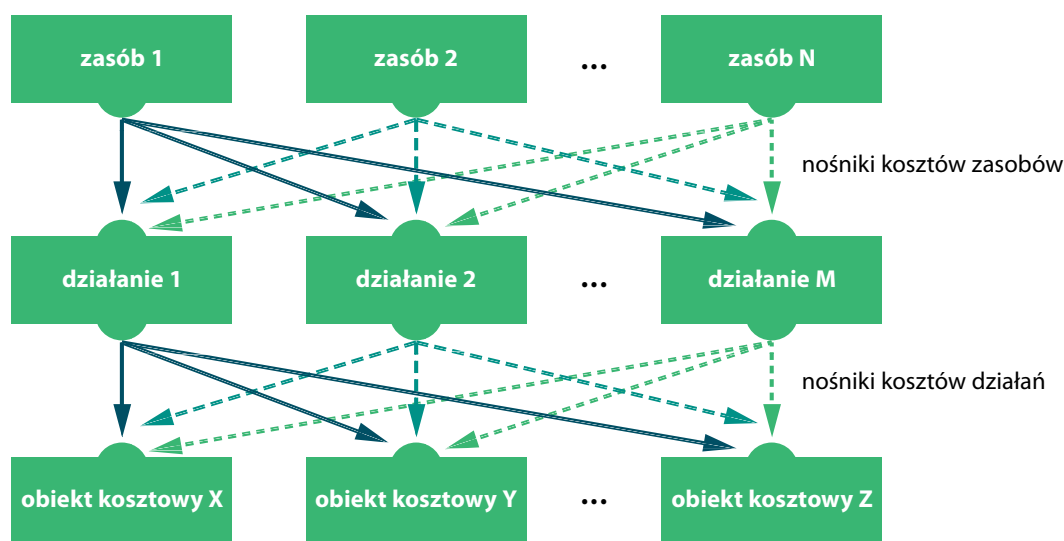 zasób 1
zasób 2
...
zasób N
nośniki kosztów zasobów
działanie 1
działanie 2
...
działanie M
nośniki kosztów działań
obiekt kosztowy X
obiekt kosztowy Y
...
obiekt kosztowy Z